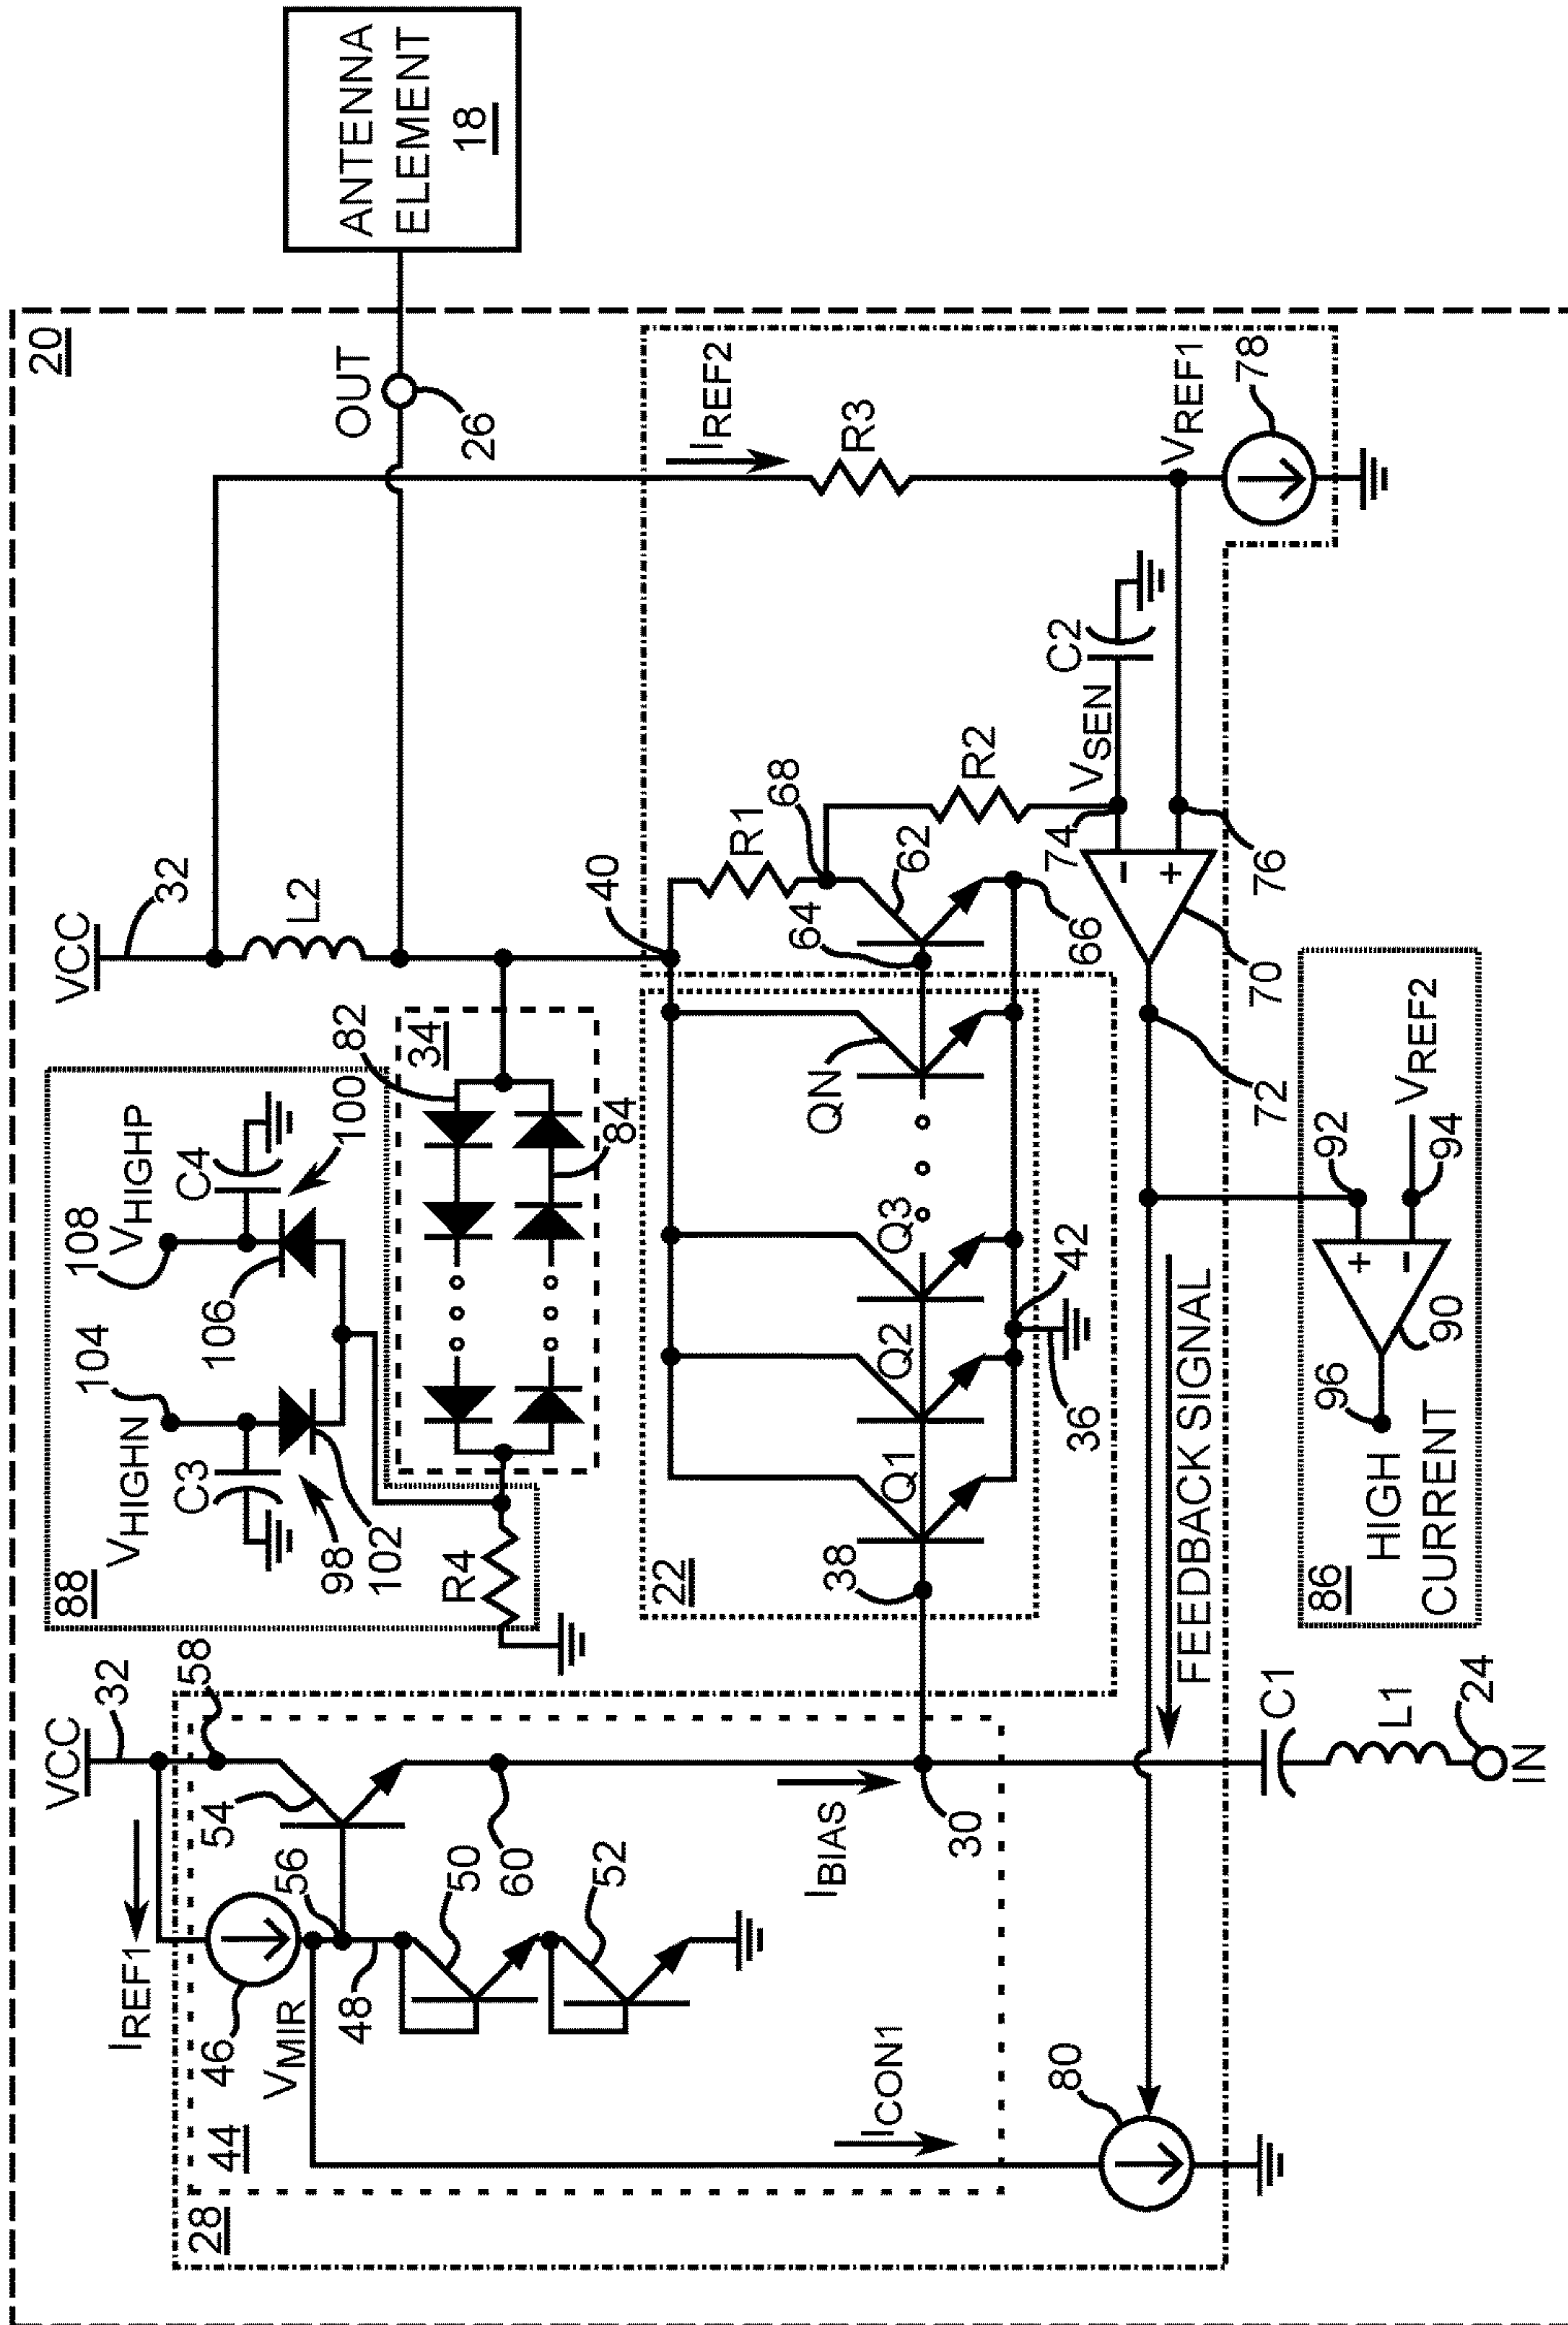 20
VCC
32
ANTENNA
ELEMENT
18
OUT
26
L2
IREF2
R3
VREF1
78
40
R1
68
R2
62
64
66
VSEN
C2
74
76
70
72
88
VHIGHN
104
108
VHIGHP
C3
98
102
106
C4
100
82
34
84
R4
22
38
Q1
Q2
Q3
QN
36
42
VCC
32
58
IREF1
46
54
56
VMIR
48
50
60
52
44
28
IBIAS
30
ICON1
80
FEEDBACK SIGNAL
C1
L1
24
IN
86
HIGH
CURRENT
96
90
92
94
VREF2
+
-
-
+